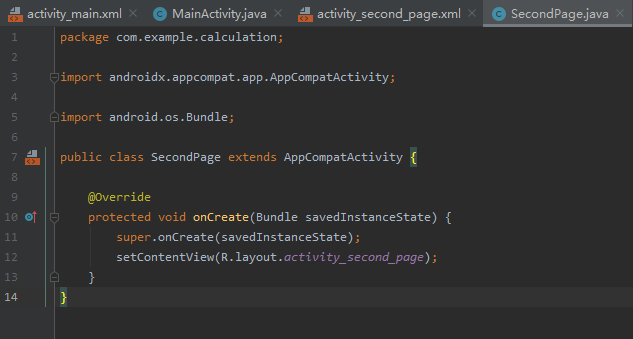 activity_main.xml MainActivity.java activity_second_page.xml SecondPage.java
1 package com.example.calculation;
2
3 import androidx.appcompat.app.AppCompatActivity;
4
5 import android.os.Bundle;
6
7 public class SecondPage extends AppCompatActivity {
8
9 @Override
10 protected void onCreate(Bundle savedInstanceState) {
11 super.onCreate(savedInstanceState);
12 setContentView(R.layout.activity_second_page);
13 }
14 }